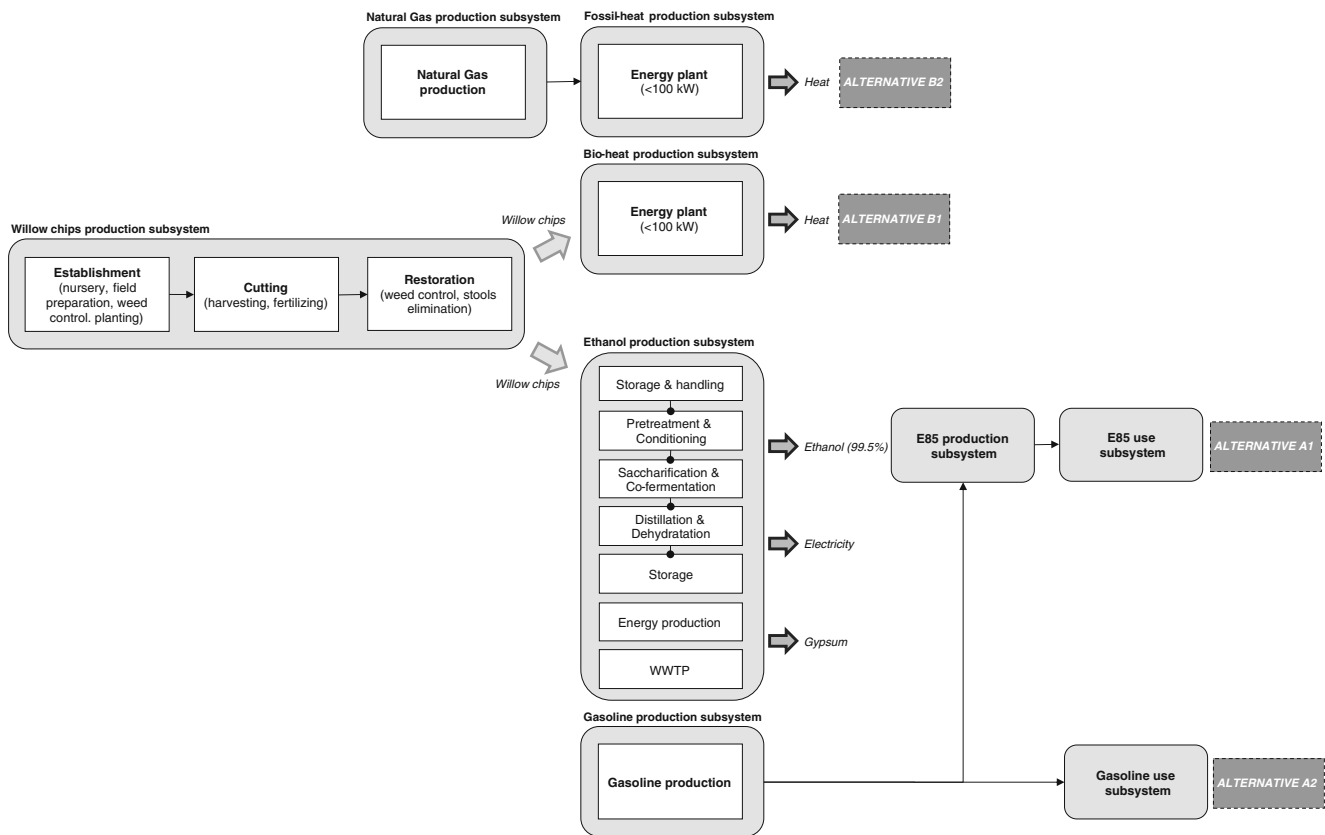 Natural Gas production subsystem
Fossil-heat production subsystem
Natural Gas
production
Energy plant
(<100 kW)
Heat
ALTERNATIVE B2
Bio-heat production subsystem
Energy plant
(<100 kW)
Heat
ALTERNATIVE B1
Willow chips
Willow chips production subsystem
Establishment
(nursery, field
preparation, weed
control. planting)
Cutting
(harvesting, fertilizing)
Restoration
(weed control, stools
elimination)
Willow chips
Ethanol production subsystem
Storage & handling
Pretreatment &
Conditioning
Saccharification &
Co-fermentation
Distillation &
Dehydratation
Storage
Energy production
WWTP
Ethanol (99.5%)
Electricity
Gypsum
E85 production
subsystem
E85 use
subsystem
ALTERNATIVE A1
Gasoline production subsystem
Gasoline production
Gasoline use
subsystem
ALTERNATIVE A2